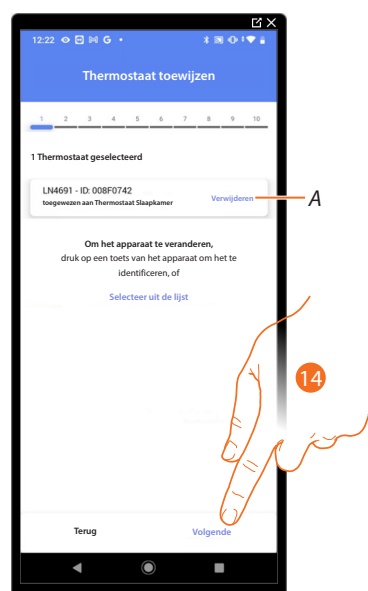 12:22 G
Thermostaat toewijzen
1 2 3 4 5 6 7 8 9 10
1 Thermostaat geselecteerd
LN4691 - ID: 008F0742
toegewezen aan Thermostaat Slaapkamer
Verwijderen
A
Om het apparaat te veranderen,
druk op een toets van het apparaat om het te
identificeren, of
Selecteer uit de lijst
14
Terug Volgende